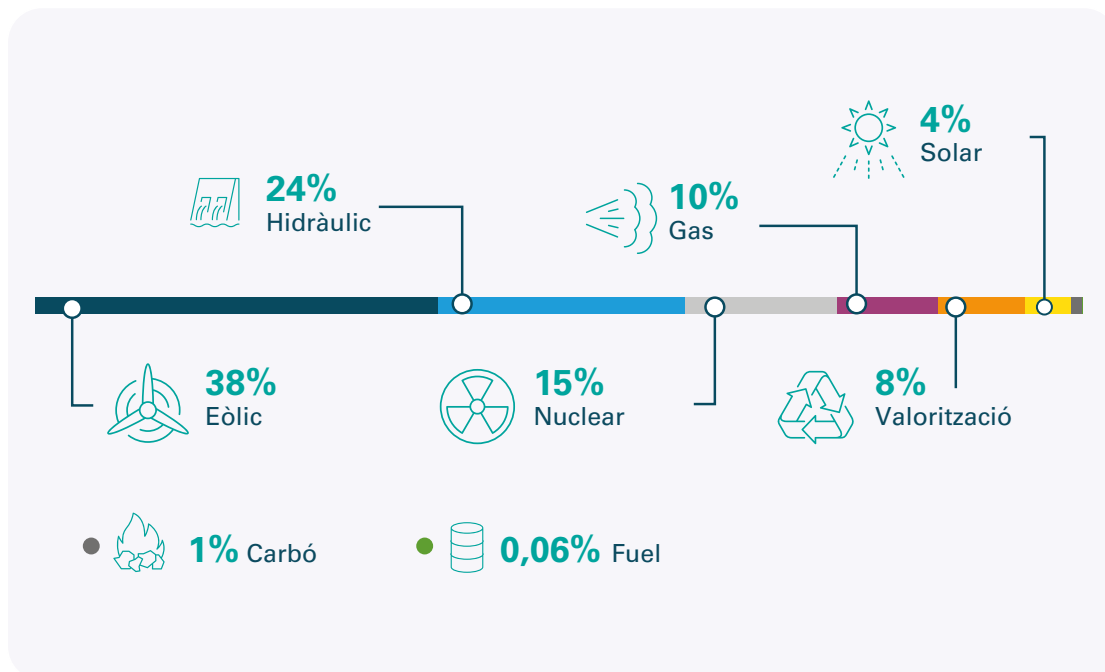 4%
Solar
24%
Hidràulic
10%
Gas
38%
Eòlic
15%
Nuclear
8%
Valorització
1% Carbó
0,06% Fuel